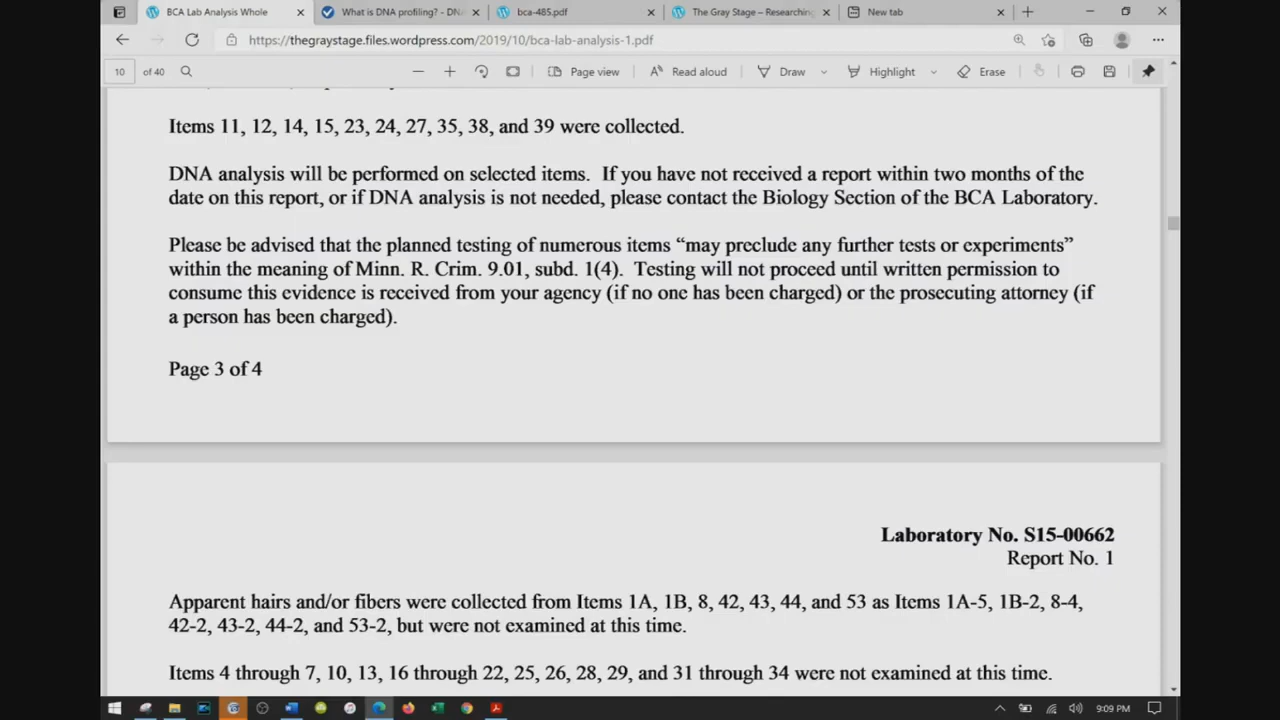 BCA Lab Analysis Whole
What is DNA profiling? - DNA
bca-485.pdf
The Gray Stage – Researching
New tab
https://thegraystage.files.wordpress.com/2019/10/bca-lab-analysis-1.pdf
10 of 40
Page view
Read aloud
Draw
Highlight
Erase
Items 11, 12, 14, 15, 23, 24, 27, 35, 38, and 39 were collected.
DNA analysis will be performed on selected items. If you have not received a report within two months of the
date on this report, or if DNA analysis is not needed, please contact the Biology Section of the BCA Laboratory.
Please be advised that the planned testing of numerous items “may preclude any further tests or experiments”
within the meaning of Minn. R. Crim. 9.01, subd. 1(4). Testing will not proceed until written permission to
consume this evidence is received from your agency (if no one has been charged) or the prosecuting attorney (if
a person has been charged).
Page 3 of 4
Laboratory No. S15-00662
Report No. 1
Apparent hairs and/or fibers were collected from Items 1A, 1B, 8, 42, 43, 44, and 53 as Items 1A-5, 1B-2, 8-4,
42-2, 43-2, 44-2, and 53-2, but were not examined at this time.
Items 4 through 7, 10, 13, 16 through 22, 25, 26, 28, 29, and 31 through 34 were not examined at this time.
9:09 PM